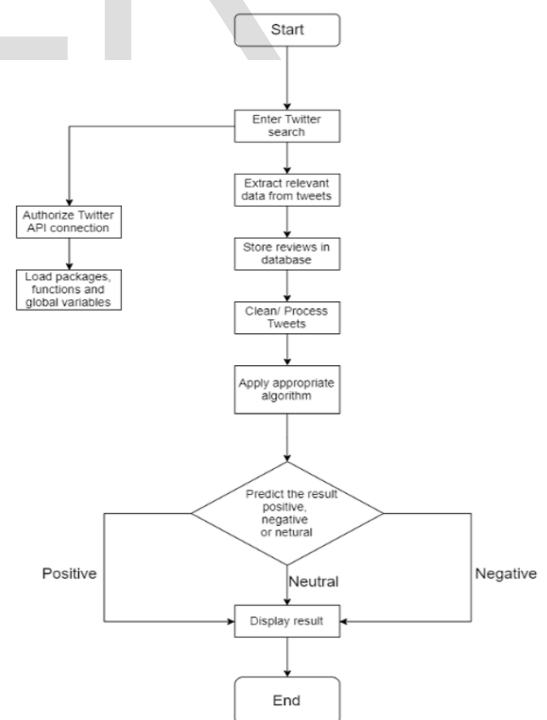 Start
Enter Twitter
search
Extract relevant
data from tweets
Authorize Twitter
API connection
Store reviews in
database
Load packages,
functions and
global variables
Clean/ Process
Tweets
Apply appropriate
algorithm
Predict the result
positive,
negative
or netural
Positive
Neutral
Negative
Display result
End